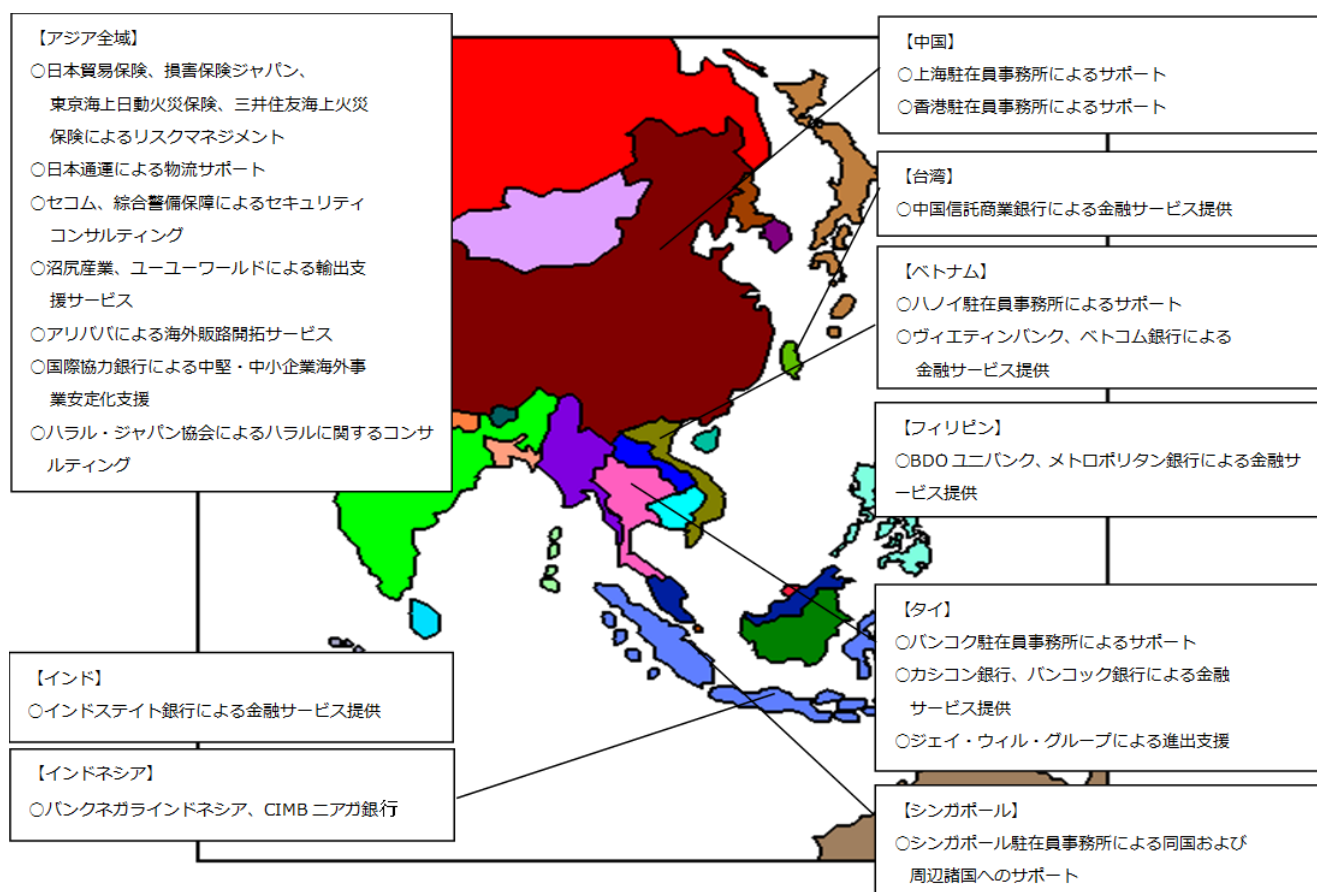 【アジア全域】
○日本貿易保険、損害保険ジャパン、
東京海上日動火災保険、三井住友海上火災
保険によるリスクマネジメント
○日本通運による物流サポート
○セコム、綜合警備保障によるセキュリティ
コンサルティング
○沼尻産業、ユーユーワールドによる輸出支
援サービス
○アリババによる海外販路開拓サービス
○国際協力銀行による中堅・中小企業海外事
業安定化支援
○ハラル・ジャパン協会によるハラルに関するコンサ
ルティング
【インド】
○インドステイト銀行による金融サービス提供
【インドネシア】
○バンクネガラインドネシア、CIMB ニアガ銀行
【中国】
○上海駐在員事務所によるサポート
○香港駐在員事務所によるサポート
【台湾】
○中国信託商業銀行による金融サービス提供
【ベトナム】
○ハノイ駐在員事務所によるサポート
○ヴィエティンバンク、ベトコム銀行による
金融サービス提供
【フィリピン】
○BDO ユニバンク、メトロポリタン銀行による金融サ
ービス提供
【タイ】
○バンコク駐在員事務所によるサポート
○カシコン銀行、バンコック銀行による金融
サービス提供
○ジェイ・ウィル・グループによる進出支援
【シンガポール】
○シンガポール駐在員事務所による同国および
周辺諸国へのサポート